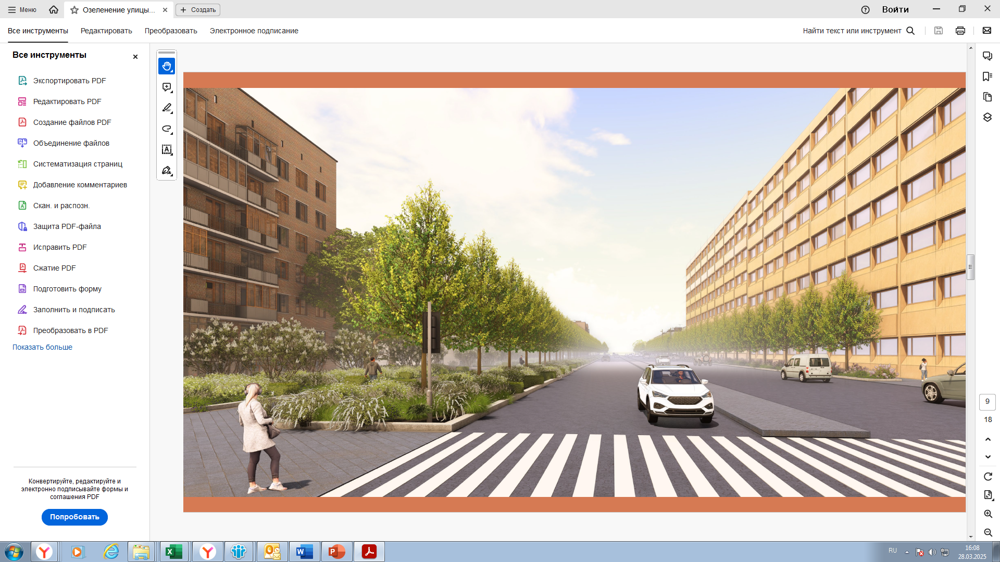 Меню
Озеленение улицы...
Создать
Войти
Все инструменты
Редактировать
Преобразовать
Электронное подписание
Найти текст или инструмент
Все инструменты
Экспортировать PDF
Редактировать PDF
Создание файлов PDF
Объединение файлов
Систематизация страниц
Добавление комментариев
Скан. и распозн.
Защита PDF-файла
Исправить PDF
Сжатие PDF
Подготовить форму
Заполнить и подписать
Преобразовать в PDF
Показать больше
Конвертируйте, редактируйте и
электронно подписывайте формы и
соглашения PDF
Попробовать
9
18
RU
16:08
28.03.2025